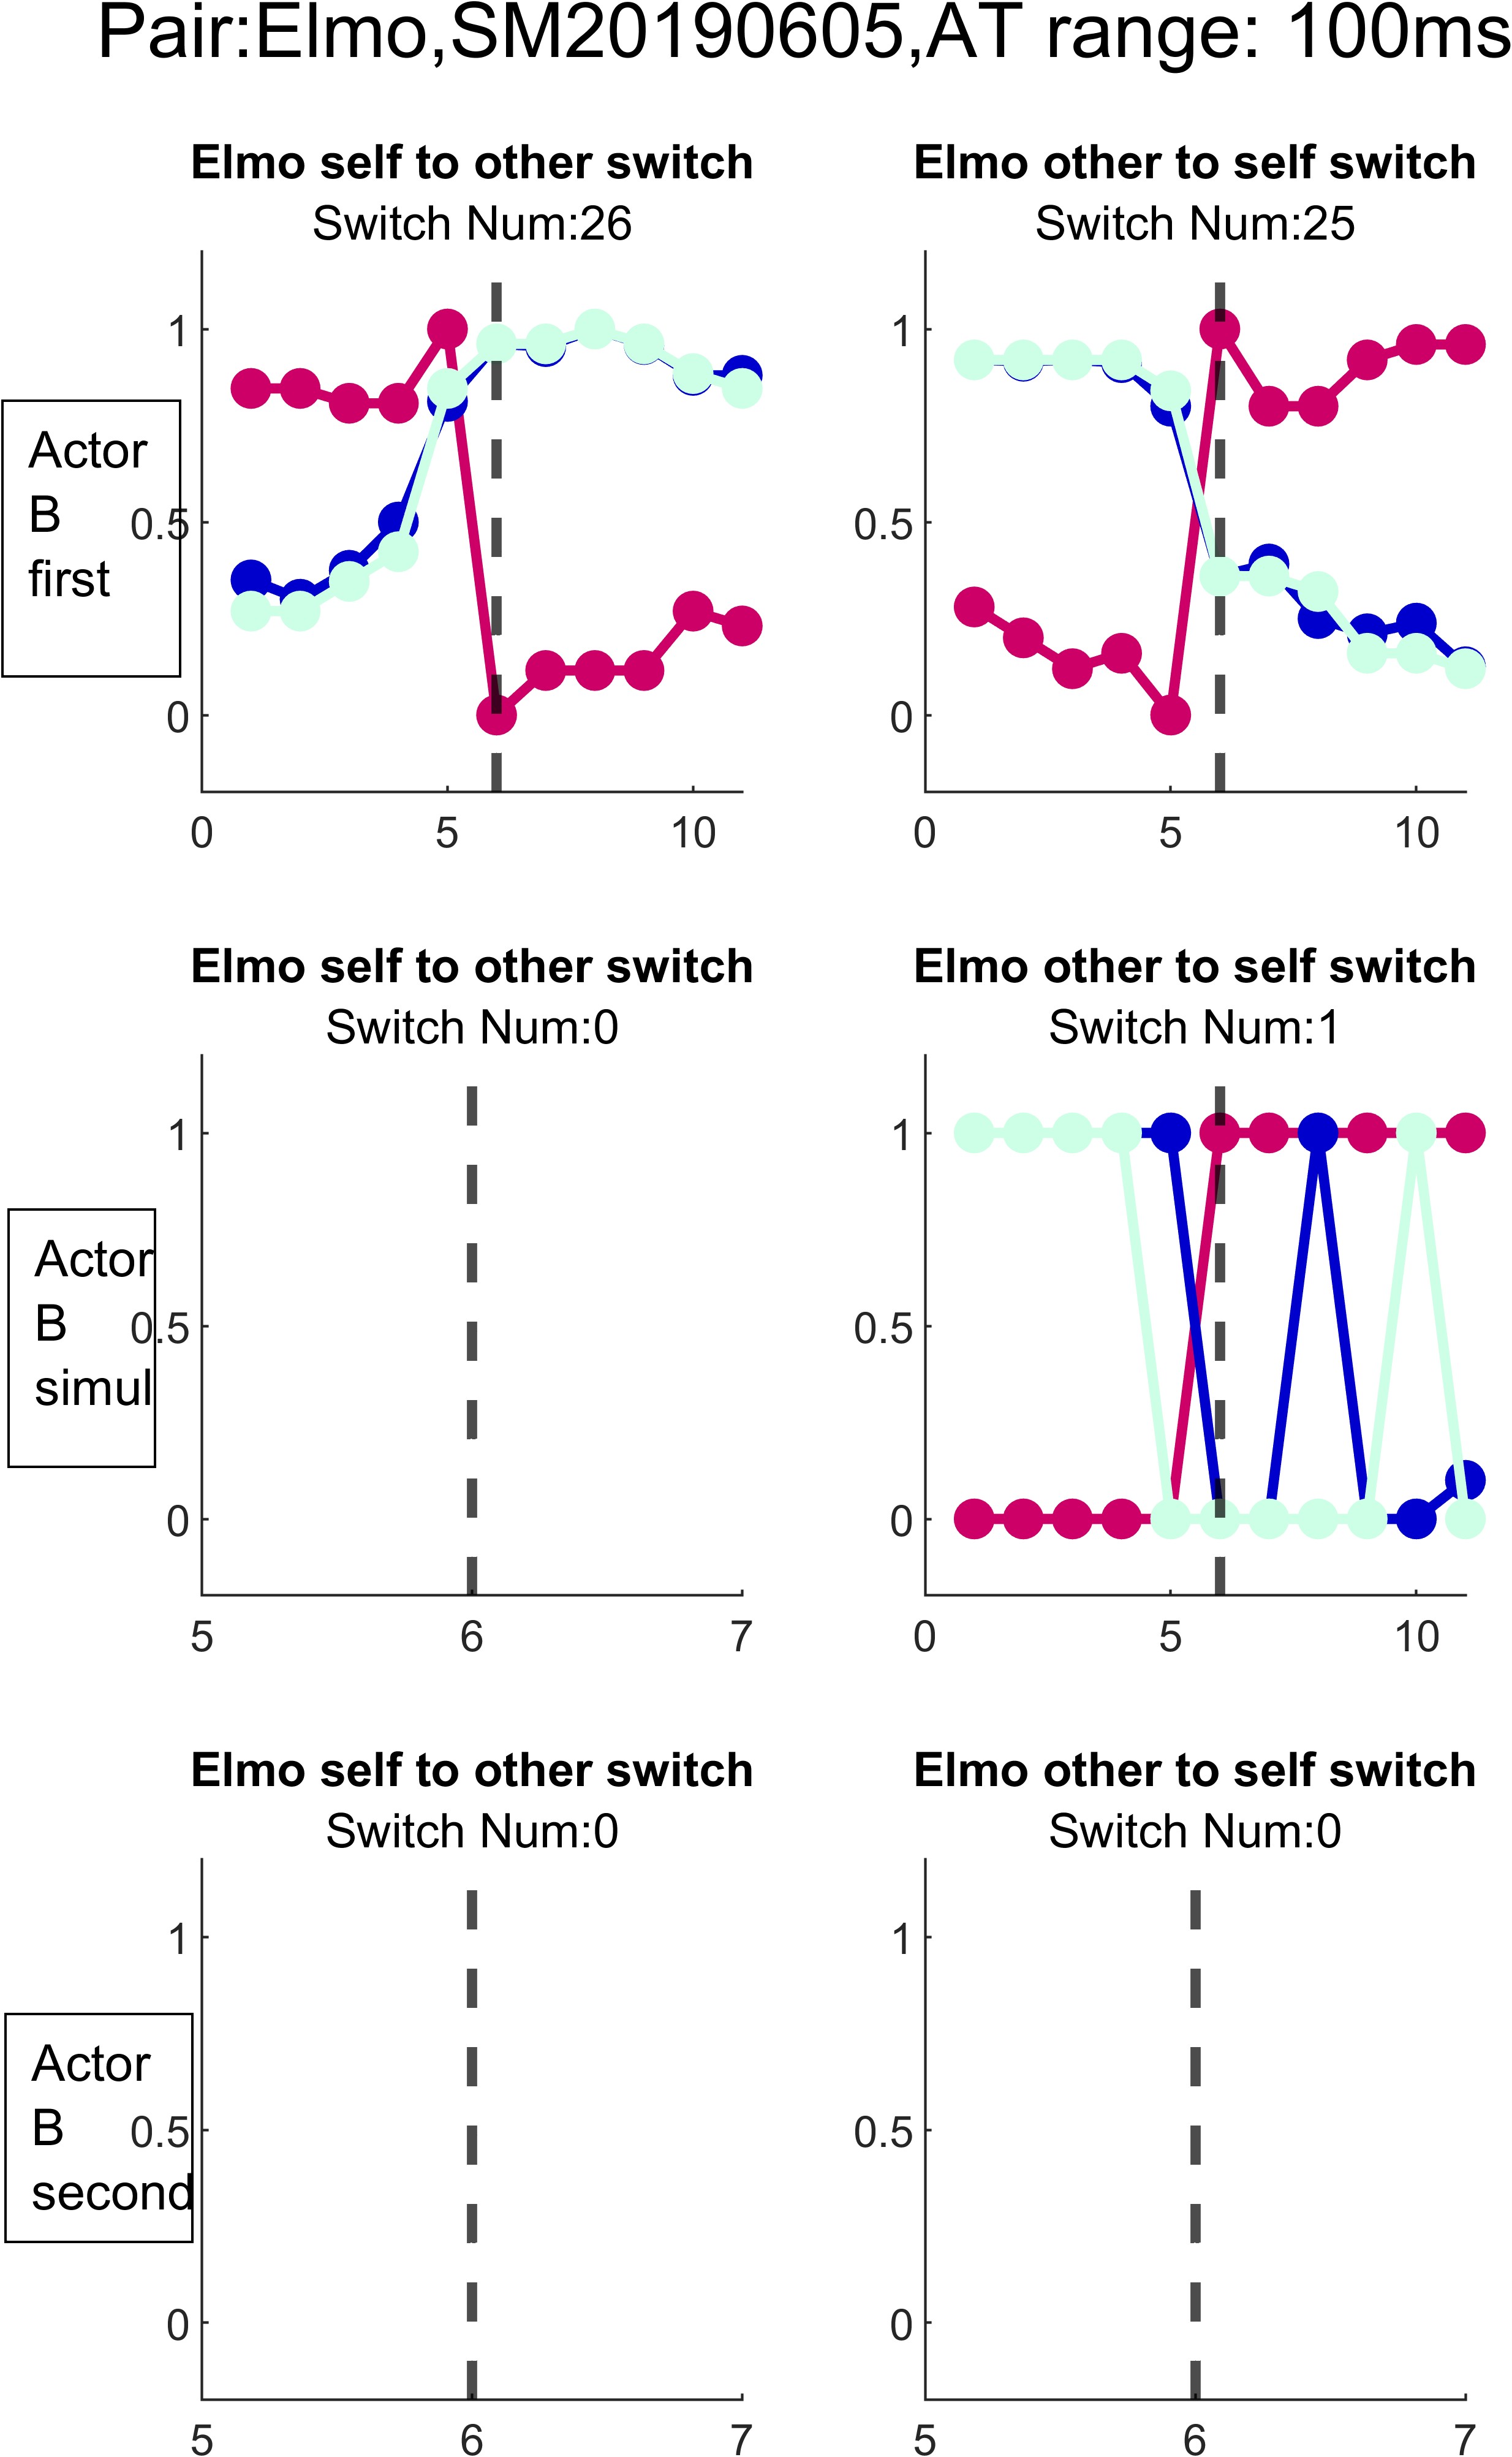 Pair:Elmo,SM20190605,AT range: 100ms
Elmo self to other switch
Switch Num:26
Elmo other to self switch
Switch Num:25
Actor
B
first
1
0.5
0
0
5
10
1
0.5
0
0
5
10
Elmo self to other switch
Switch Num:0
Elmo other to self switch
Switch Num:1
Actor
B
simul
1
0.5
0
5
6
7
1
0.5
0
0
5
10
Elmo self to other switch
Switch Num:0
Elmo other to self switch
Switch Num:0
Actor
B
second
1
0.5
0
5
6
7
1
0.5
0
5
6
7